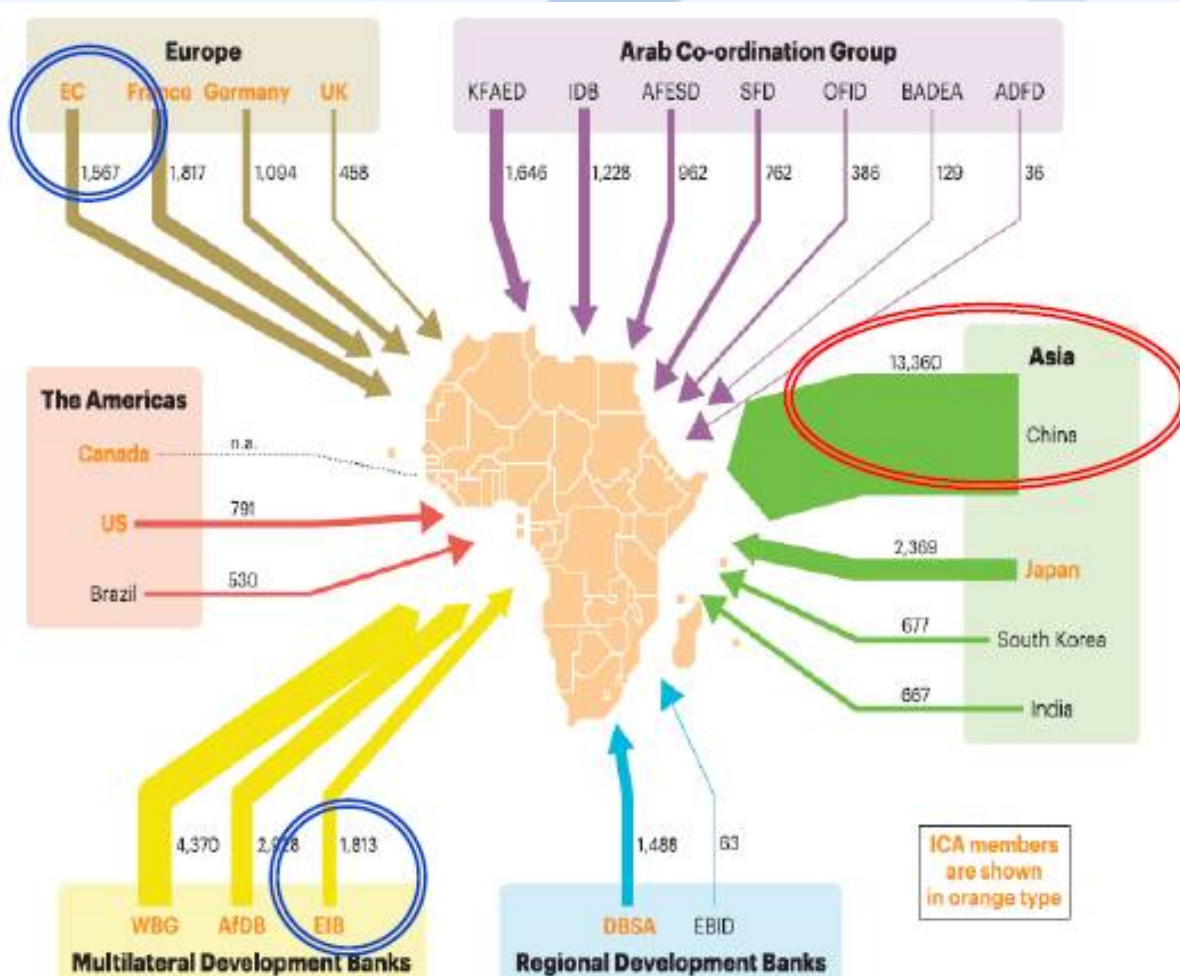 Europe
EC France Germany UK
1,567 1,817 1,094 458
Arab Co-ordination Group
KFAED IDB AFESD SFD OFID BADEA ADFD
1,646 1,228 962 762 386 129 36
The Americas
Canada n.a.
US 791
Brazil 530
Asia
13,360 China
2,369 Japan
677 South Korea
667 India
4,370 1,813
WBG AfDB EIB
Multilateral Development Banks
1,488 63
DBSA EBID
Regional Development Banks
ICA members
are shown
in orange type